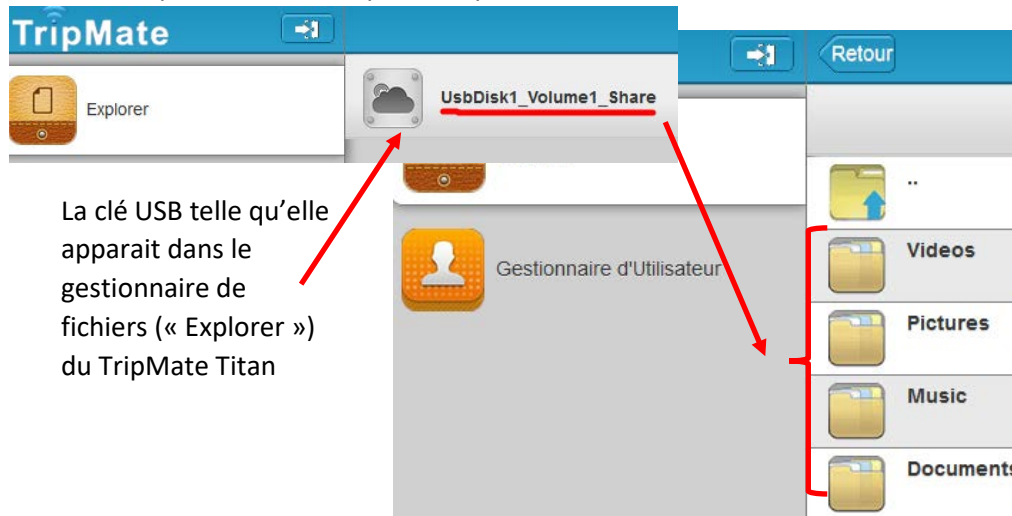 TripMate
Explorer
UsbDisk1_Volume1_Share
Retour
..
Videos
Pictures
Music
Documents
Gestionnaire d'Utilisateur
La clé USB telle qu'elle
apparait dans le
gestionnaire de
fichiers (« Explorer »)
du TripMate Titan